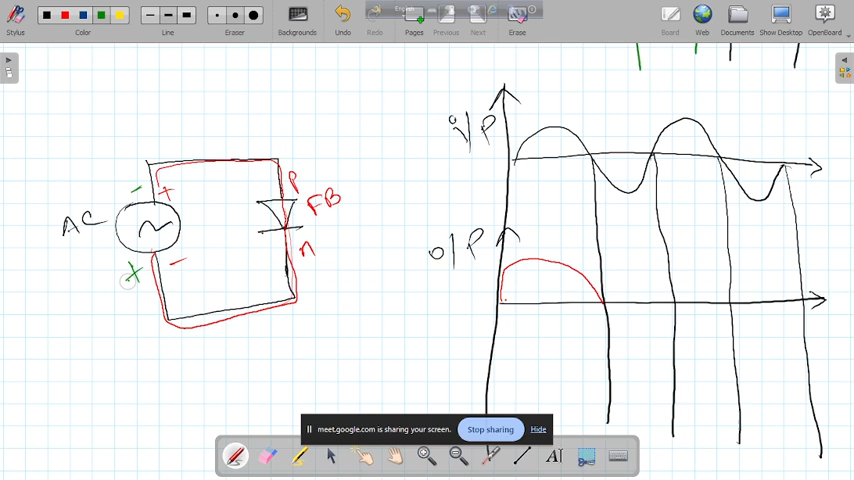 English
Stylus
Color
Line
Eraser
Backgrounds
Undo
Redo
Pages
Previous
Next
Erase
Board
Web
Documents
Show Desktop
OpenBoard
i/P
- +
P
AC
FB
n
+ -
o/P
meet.google.com is sharing your screen.
Stop sharing
Hide